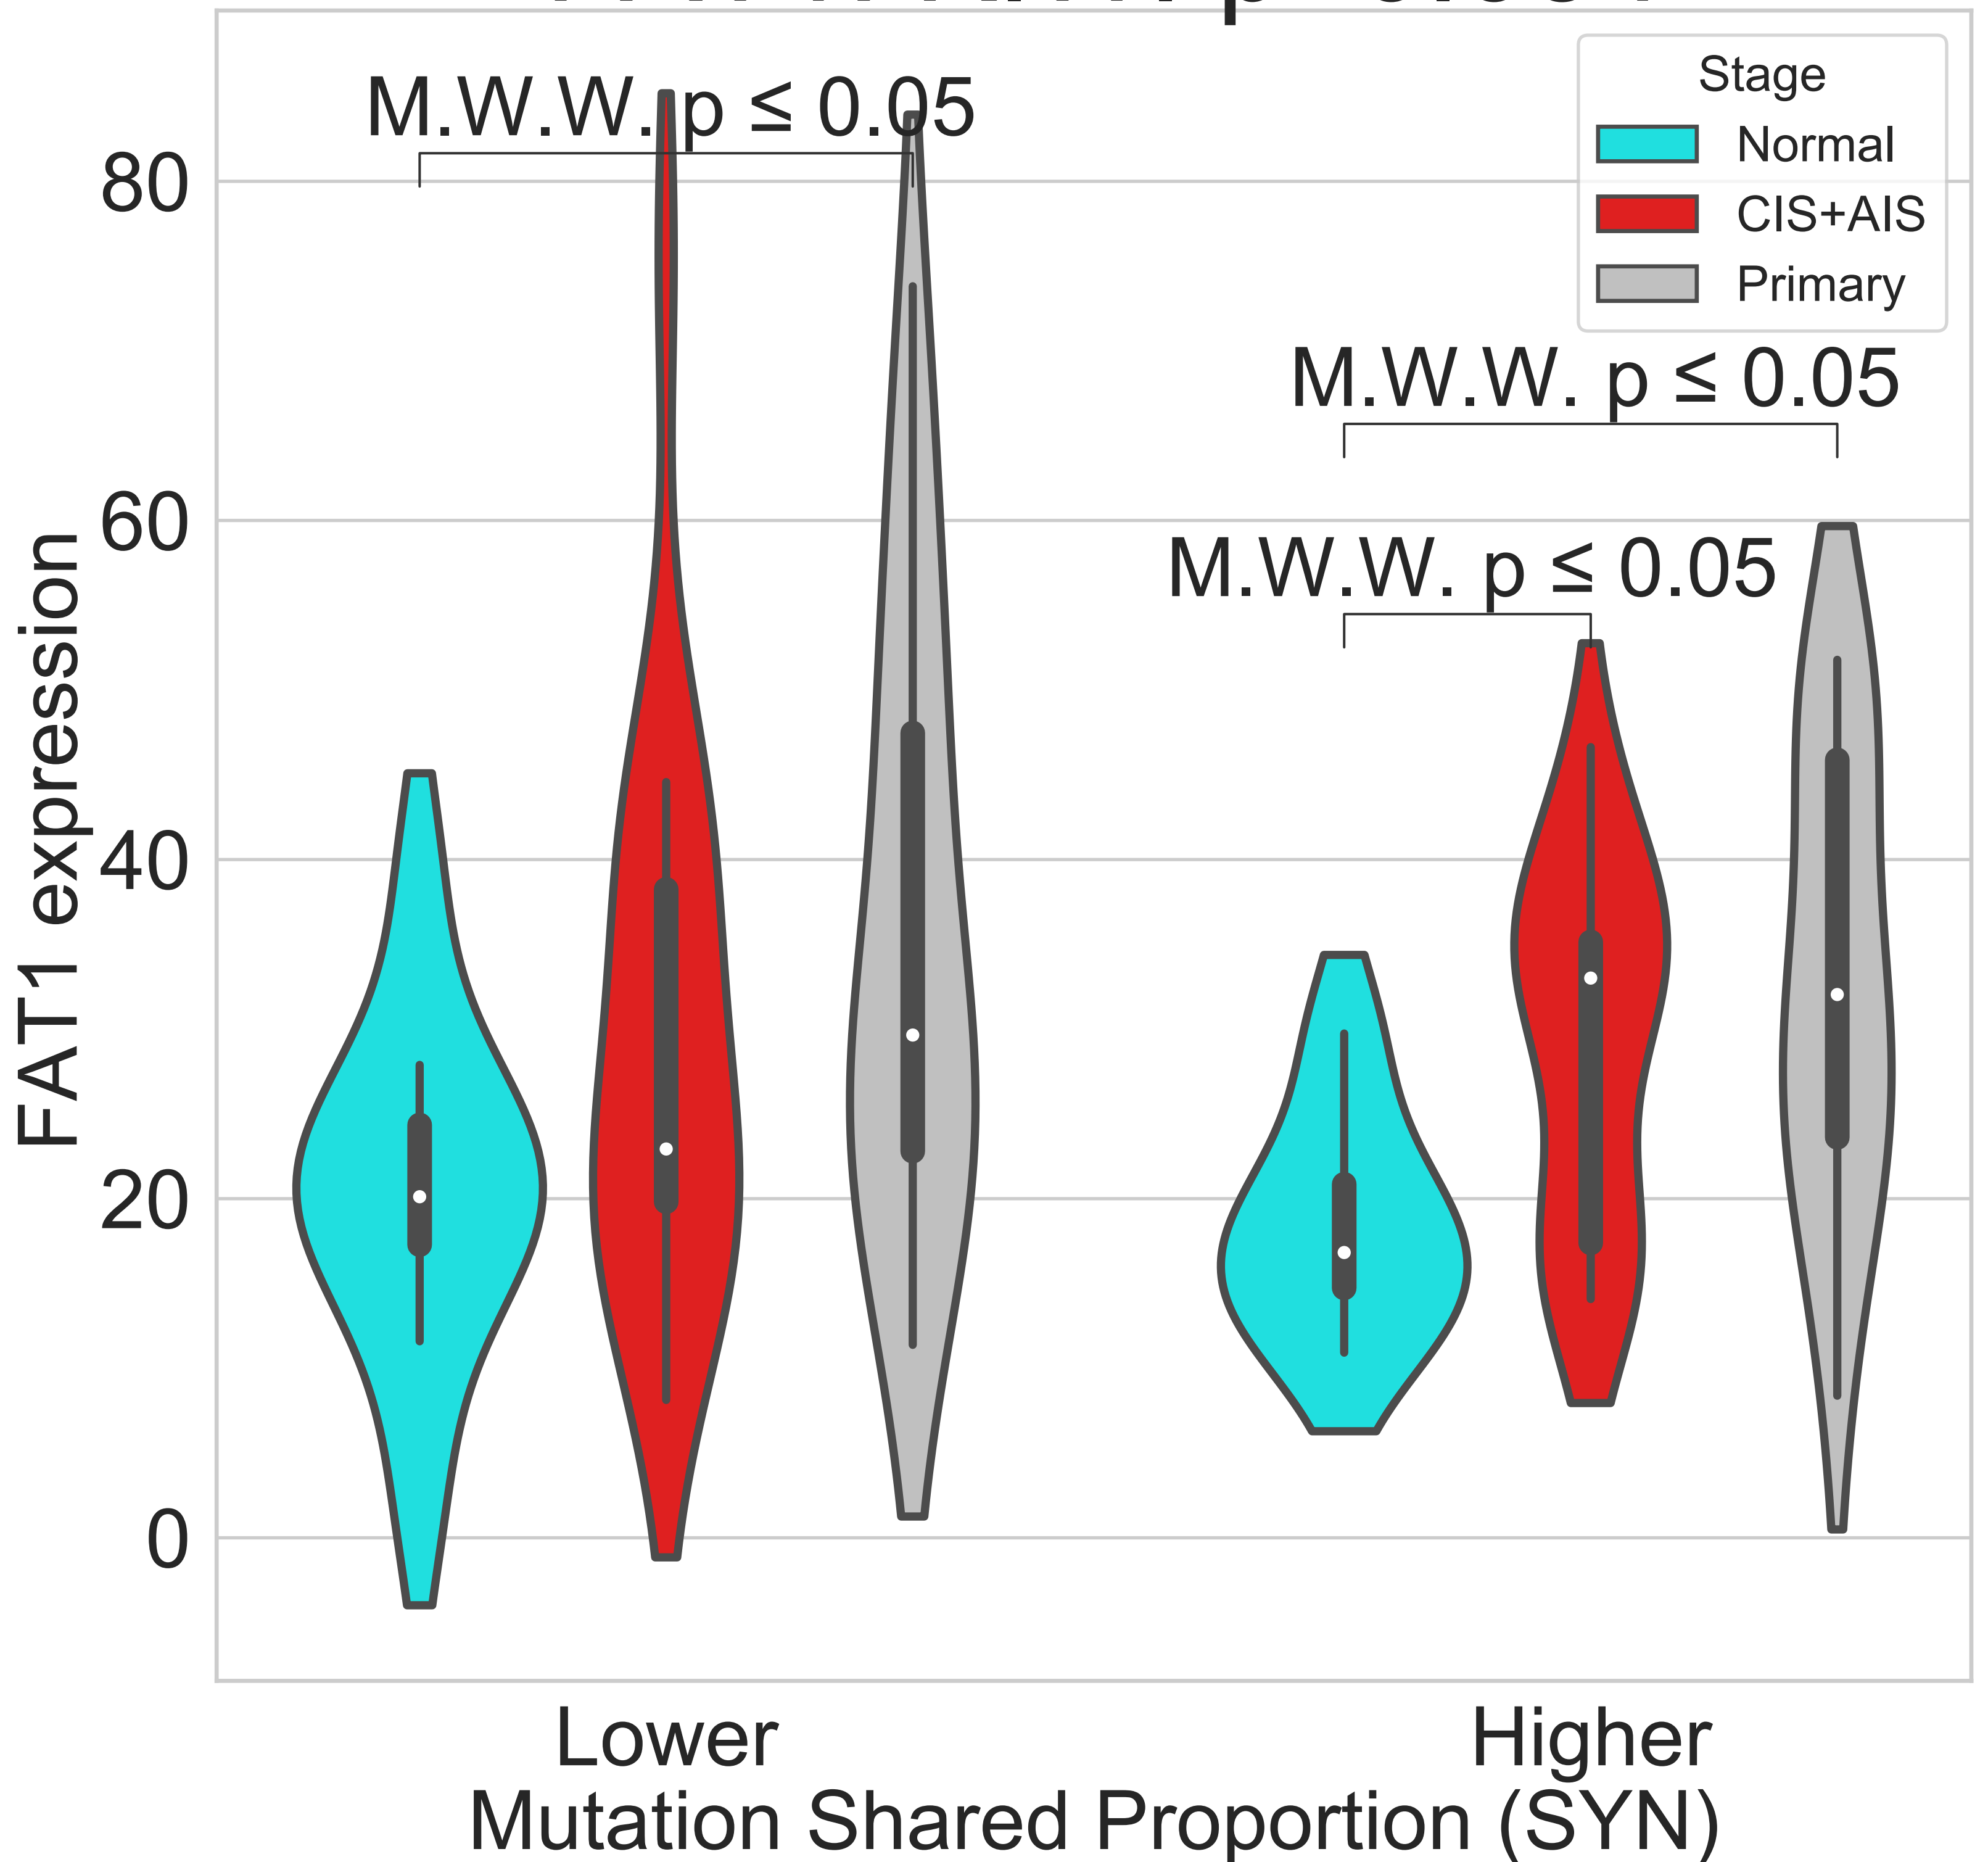 M.W.W. p ≤ 0.05
Stage
Normal
CIS+AIS
Primary
M.W.W. p ≤ 0.05
M.W.W. p ≤ 0.05
80
60
40
20
0
FAT1 expression
Lower
Higher
Mutation Shared Proportion (SYN)